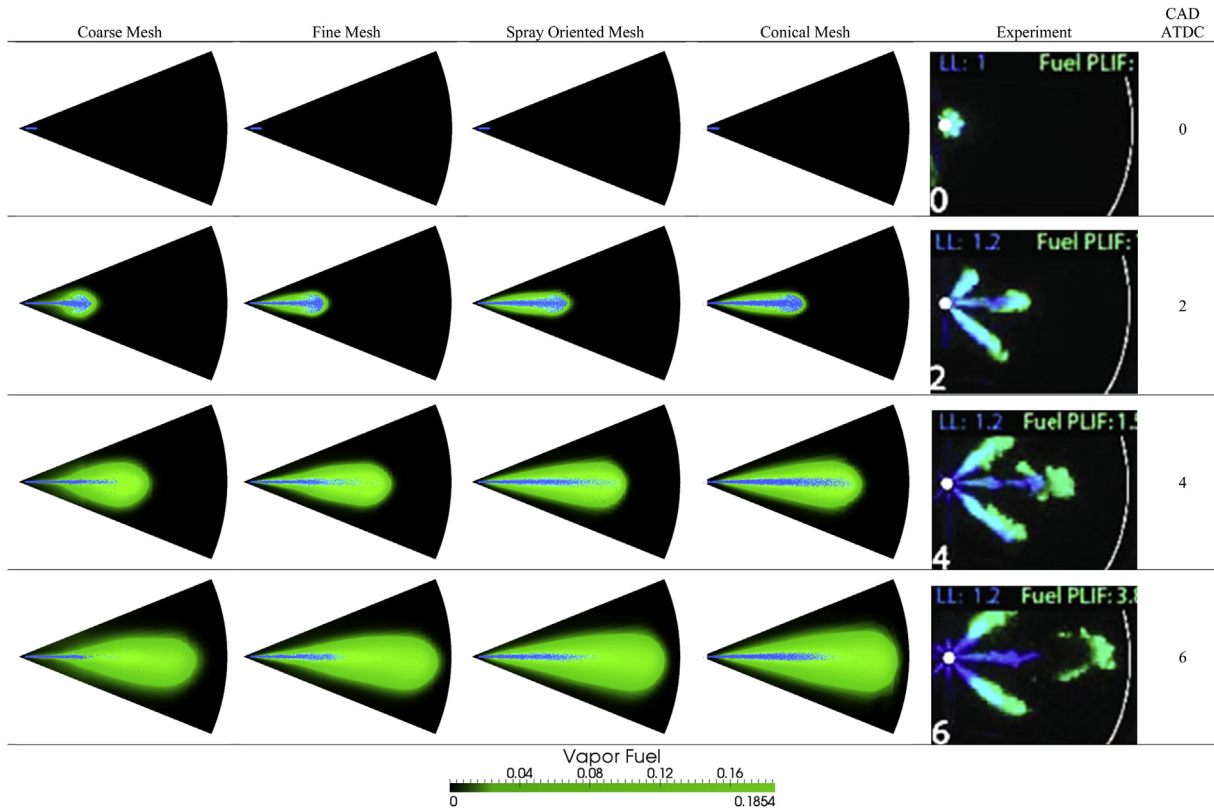 Coarse Mesh Fine Mesh Spray Oriented Mesh Conical Mesh Experiment CAD ATDC
LL: 1 Fuel PLIF:
0
0
LL: 1.2 Fuel PLIF:
2
2
LL: 1.2 Fuel PLIF: 1.5
4
4
LL: 1.2 Fuel PLIF: 3.8
6
6
Vapor Fuel
0.04 0.08 0.12 0.16
0 0.1854